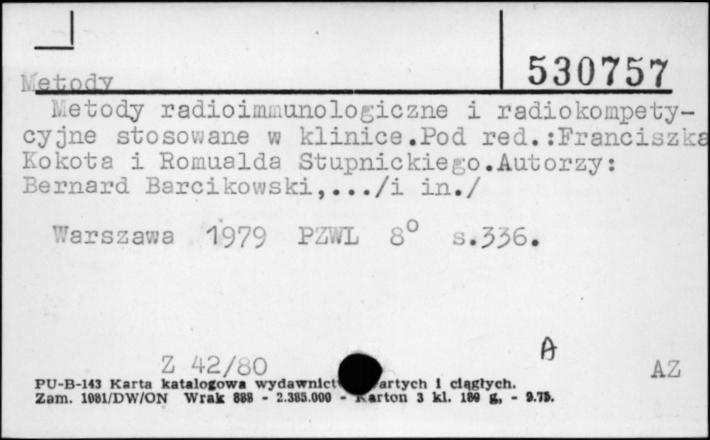 530757
Metody
Metody radioimmunologiczne i radiokompety-
cyjne stosowane w klinice.Pod red.:Franciszka
Kokota i Romualda Stupnickiego.Autorzy:
Bernard Barcikowski,.../i in./
Warszawa 1979 PZWL 8° s.336.
A
Z 42/80 AZ
PU-B-143 Karta katalogowa wydawnict artych i ciągłych.
Zam. 1081/DW/ON Wrak 888 - 2.385.000 - Karton 3 kl. 180 g, - 9.75.